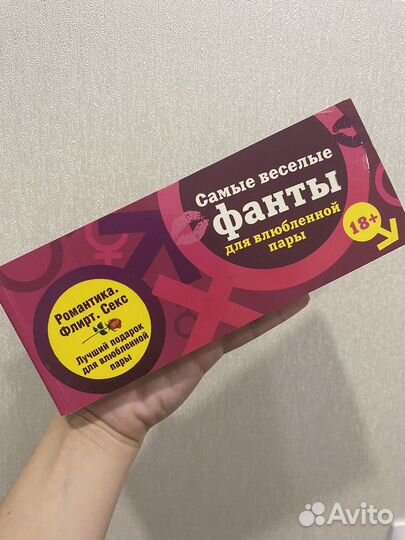 Самые веселые
фанты
для влюбленной
пары
18+
Романтика.
Флирт. Секс
Лучший подарок
для влюбленной
пары
Avito